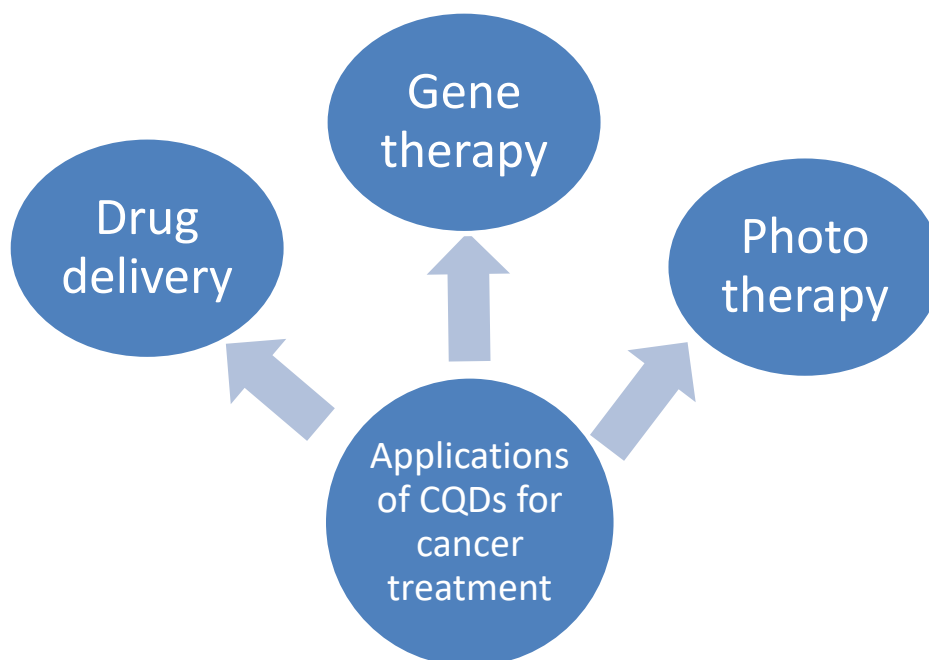 Gene
therapy
Drug
delivery
Photo
therapy
Applications
of CQDs for
cancer
treatment